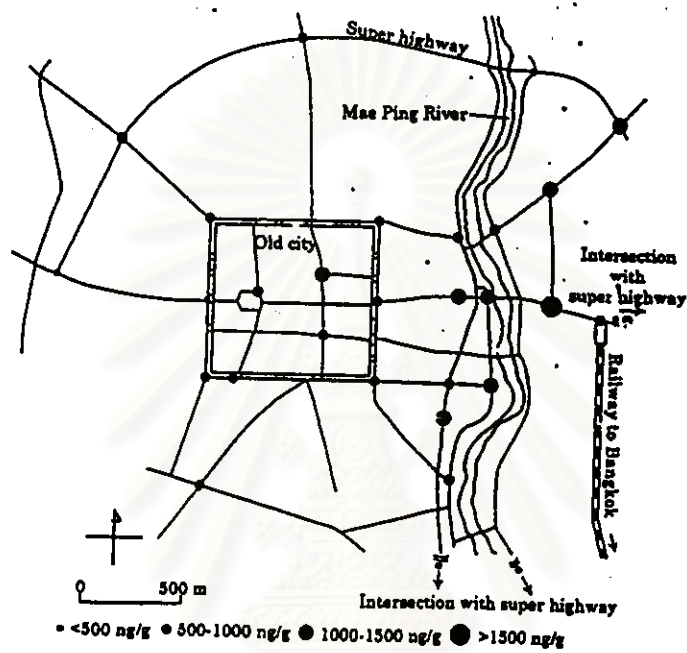 Super highway
Mae Ping River
Old city
Intersection
with
super highway
Railway to Bangkok
0 500 m
Intersection with super highway
<500 ng/g 500-1000 ng/g 1000-1500 ng/g >1500 ng/g